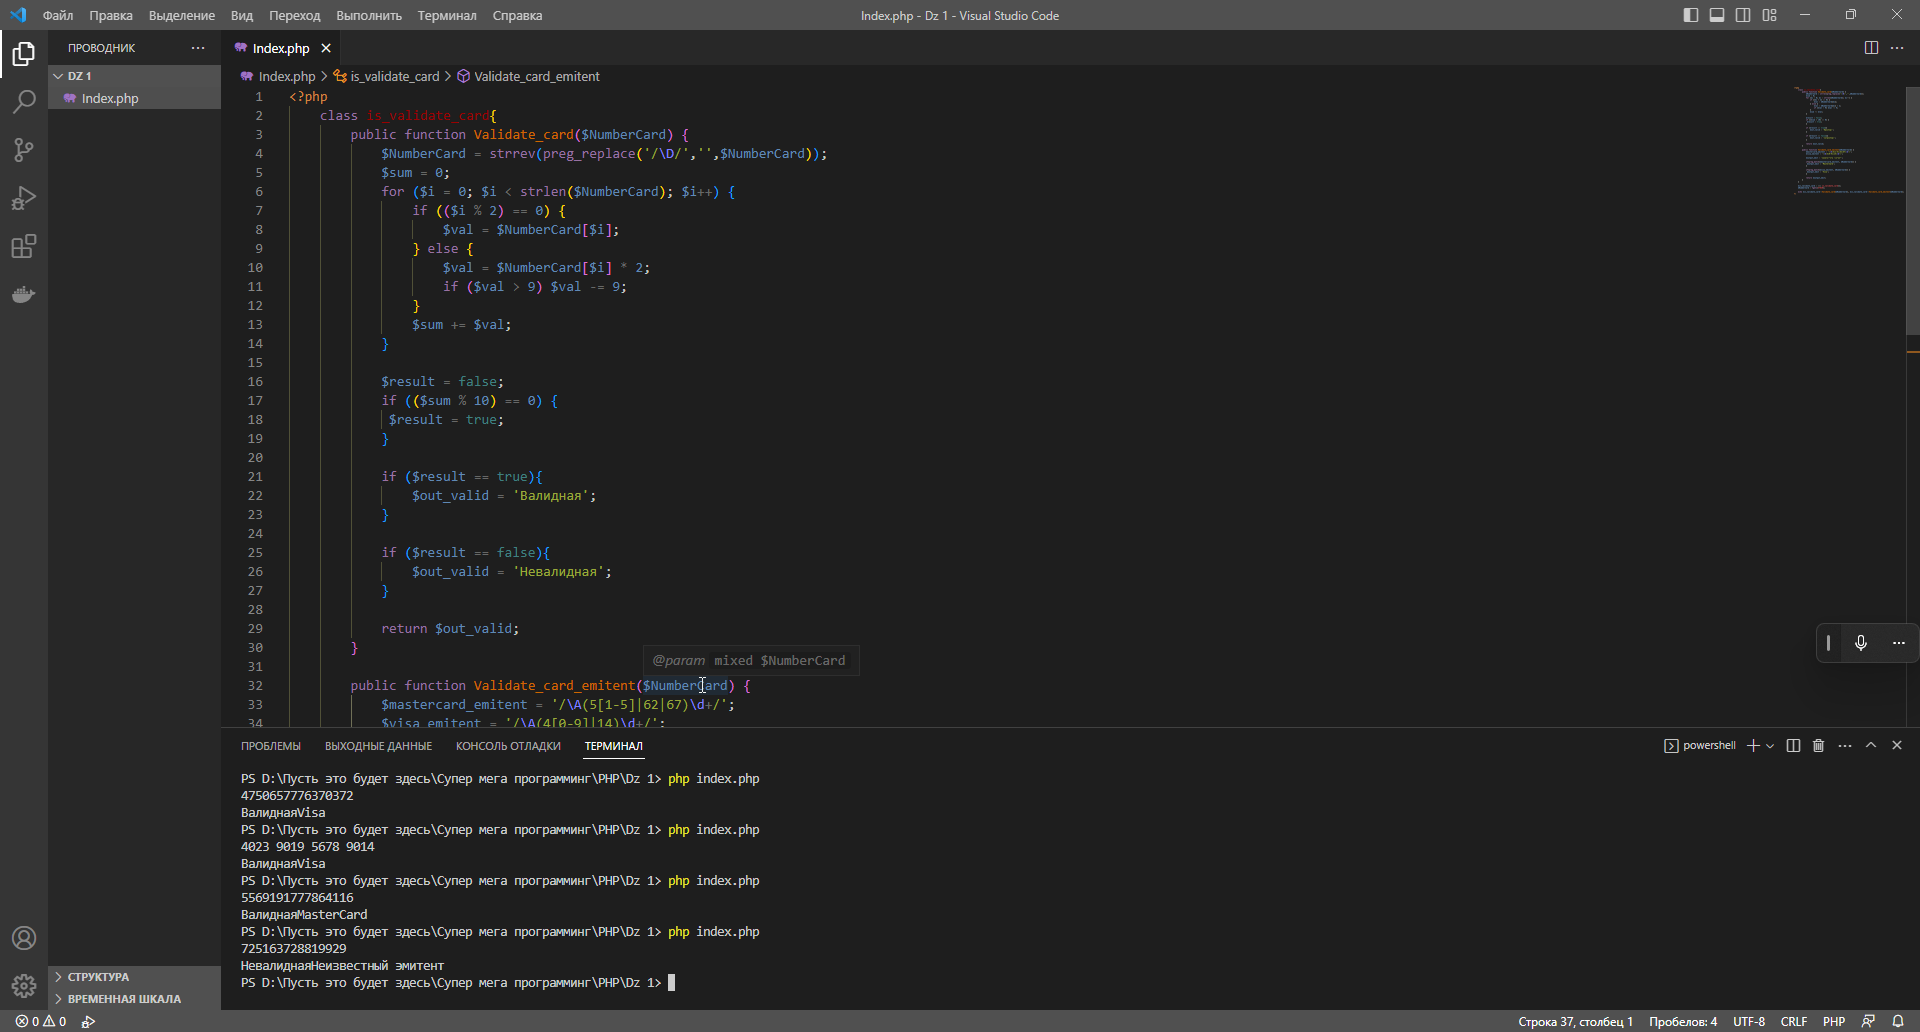 Файл Правка Выделение Вид Переход Выполнить Терминал Справка
Index.php - Dz 1 - Visual Studio Code
ПРОВОДНИК
DZ 1
Index.php
Index.php
Index.php > is_validate_card > Validate_card_emitent
1 <?php
2 class is_validate_card{
3 public function Validate_card($NumberCard) {
4 $NumberCard = strrev(preg_replace('/\D/','',$NumberCard));
5 $sum = 0;
6 for ($i = 0; $i < strlen($NumberCard); $i++) {
7 if (($i % 2) == 0) {
8 $val = $NumberCard[$i];
9 } else {
10 $val = $NumberCard[$i] * 2;
11 if ($val > 9) $val -= 9;
12 }
13 $sum += $val;
14 }
15
16 $result = false;
17 if (($sum % 10) == 0) {
18 $result = true;
19 }
20
21 if ($result == true){
22 $out_valid = 'Валидная';
23 }
24
25 if ($result == false){
26 $out_valid = 'Невалидная';
27 }
28
29 return $out_valid;
30 }
31
@param mixed $NumberCard
32 public function Validate_card_emitent($NumberCard) {
33 $mastercard_emitent = '/\A(5[1-5]|62|67)\d+/';
34 $visa_emitent = '/\A(4[0-9]|14)\d+/';
ПРОБЛЕМЫ ВЫХОДНЫЕ ДАННЫЕ КОНСОЛЬ ОТЛАДКИ ТЕРМИНАЛ
powershell
PS D:\Пусть это будет здесь\Супер мега программинг\PHP\Dz 1> php index.php
4750657776370372
ВалиднаяVisa
PS D:\Пусть это будет здесь\Супер мега программинг\PHP\Dz 1> php index.php
4023 9019 5678 9014
ВалиднаяVisa
PS D:\Пусть это будет здесь\Супер мега программинг\PHP\Dz 1> php index.php
5569191777864116
ВалиднаяMasterCard
PS D:\Пусть это будет здесь\Супер мега программинг\PHP\Dz 1> php index.php
725163728819929
НевалиднаяНеизвестный эмитент
PS D:\Пусть это будет здесь\Супер мега программинг\PHP\Dz 1>
СТРУКТУРА
ВРЕМЕННАЯ ШКАЛА
0 0
Строка 37, столбец 1 Пробелов: 4 UTF-8 CRLF PHP